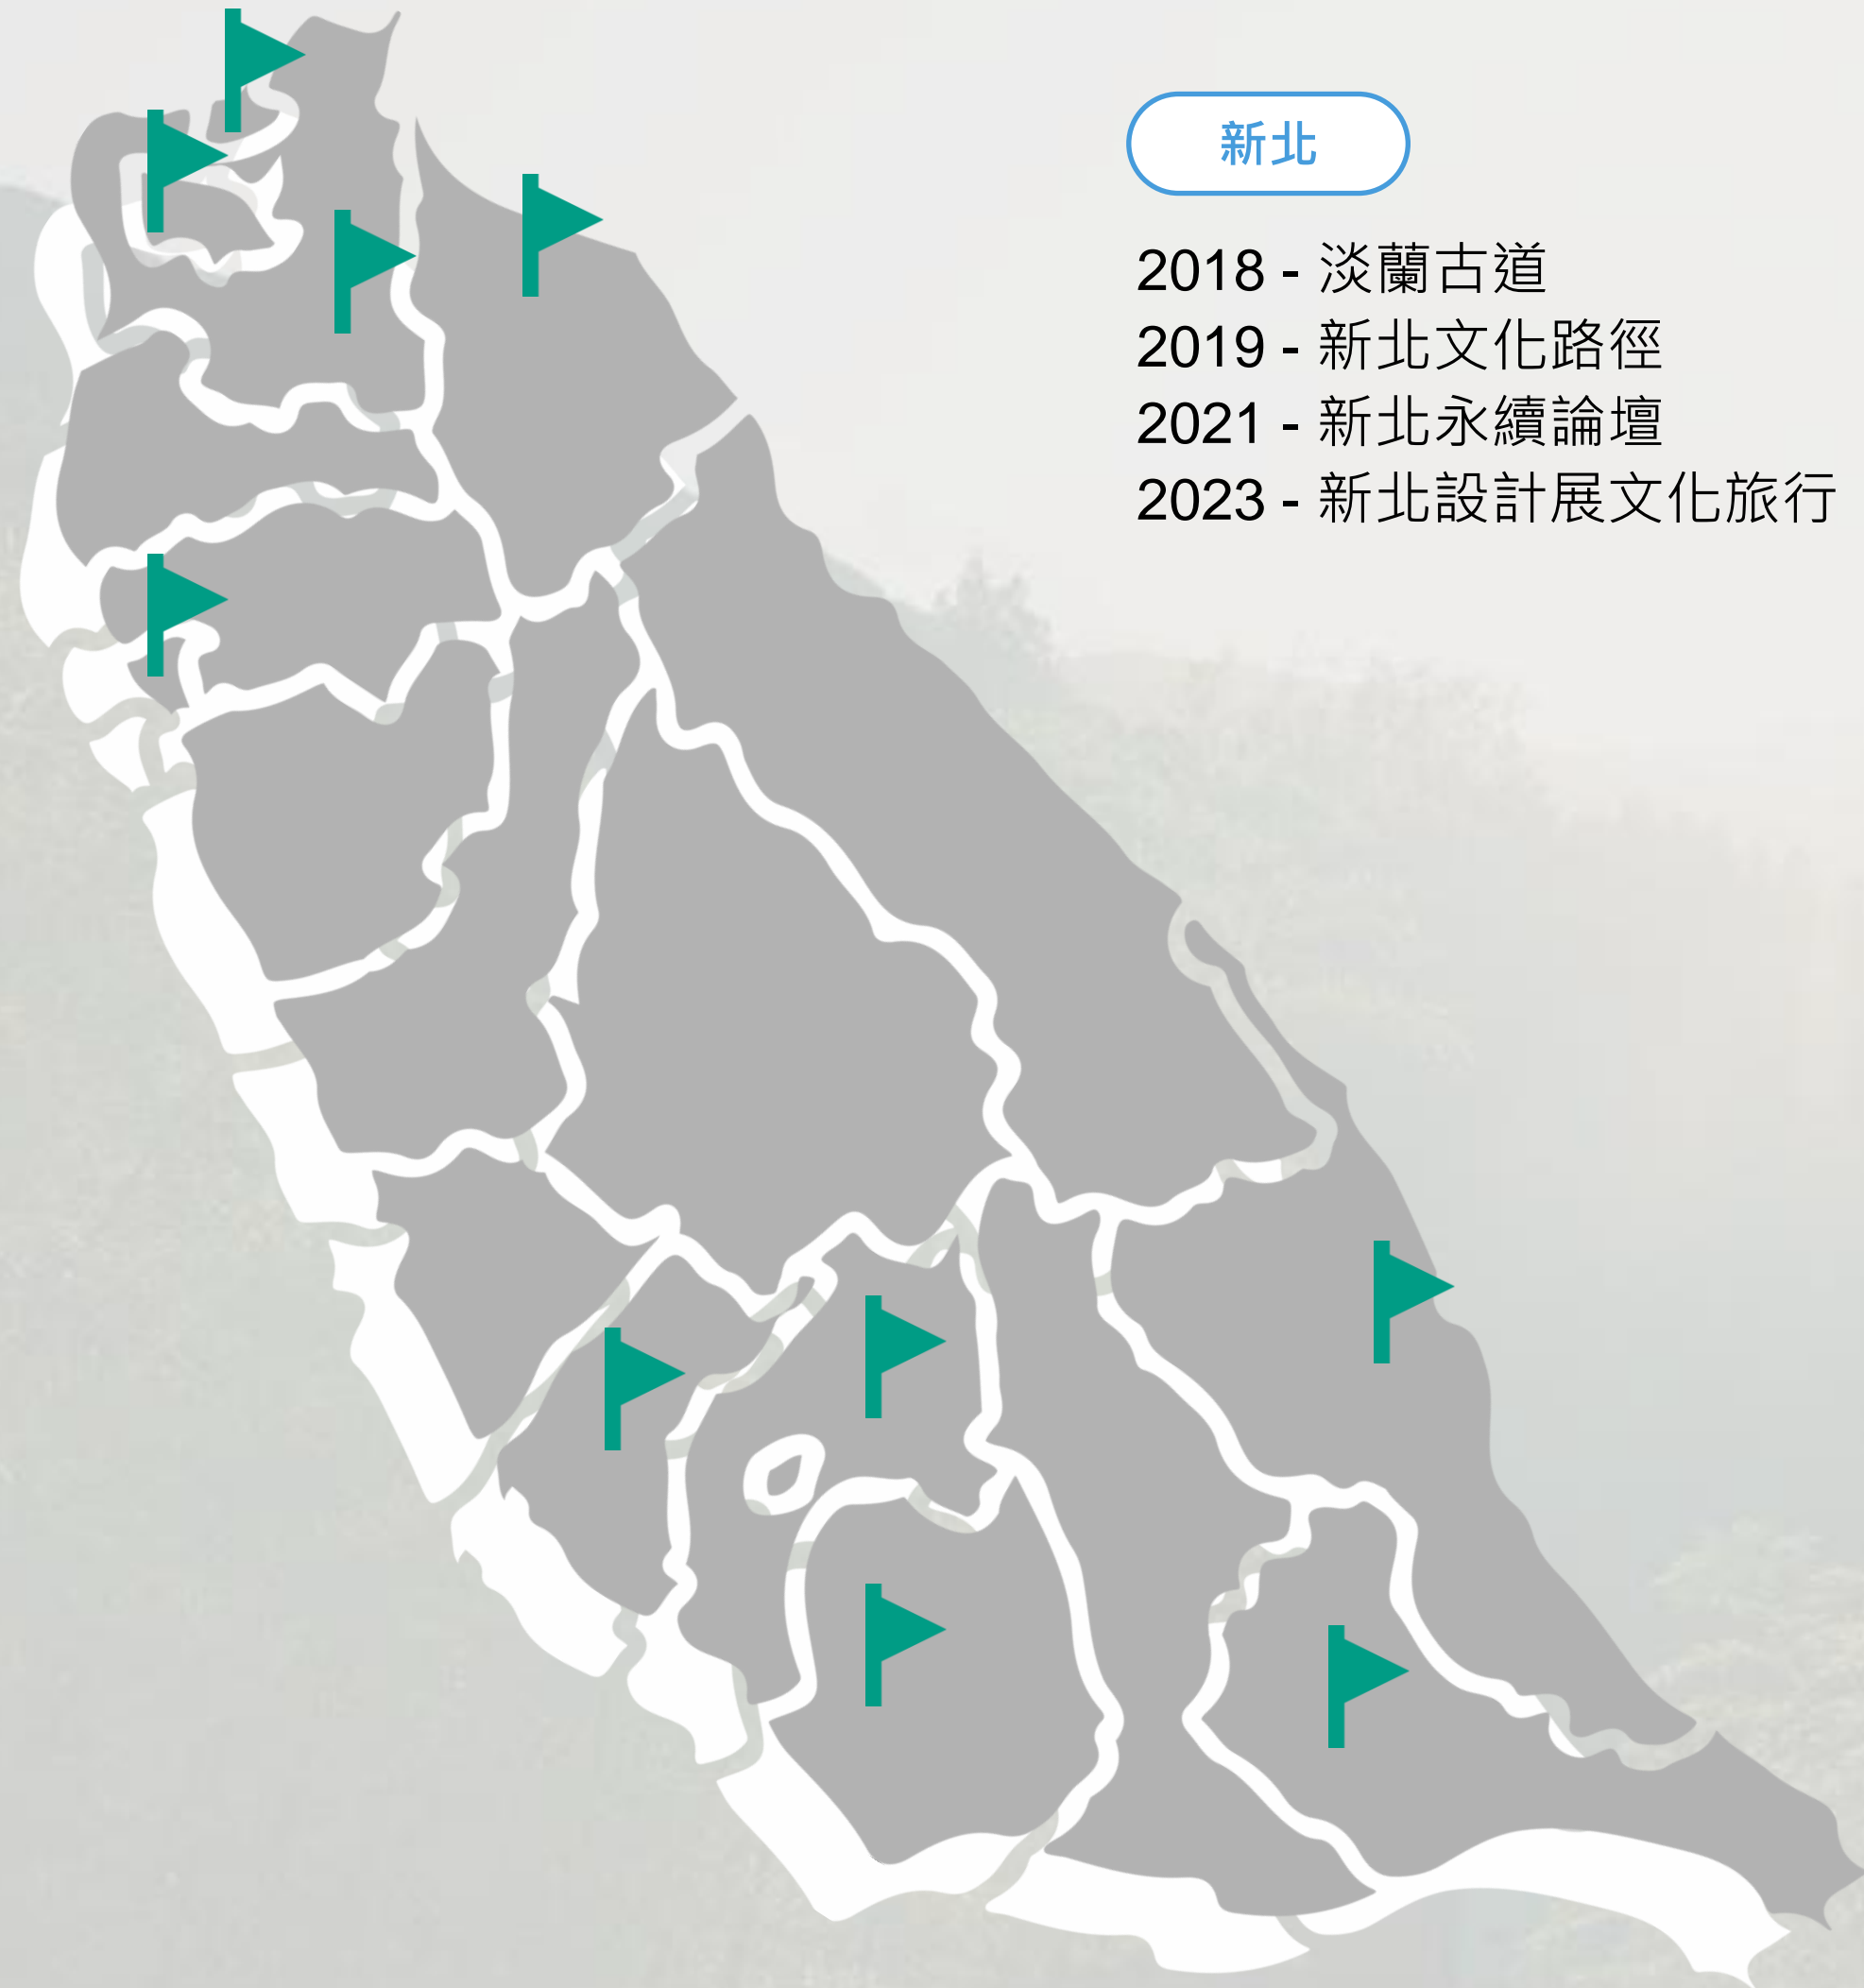 新北
2018 - 淡蘭古道
2019 - 新北文化路徑
2021 - 新北永續論壇
2023 - 新北設計展文化旅行